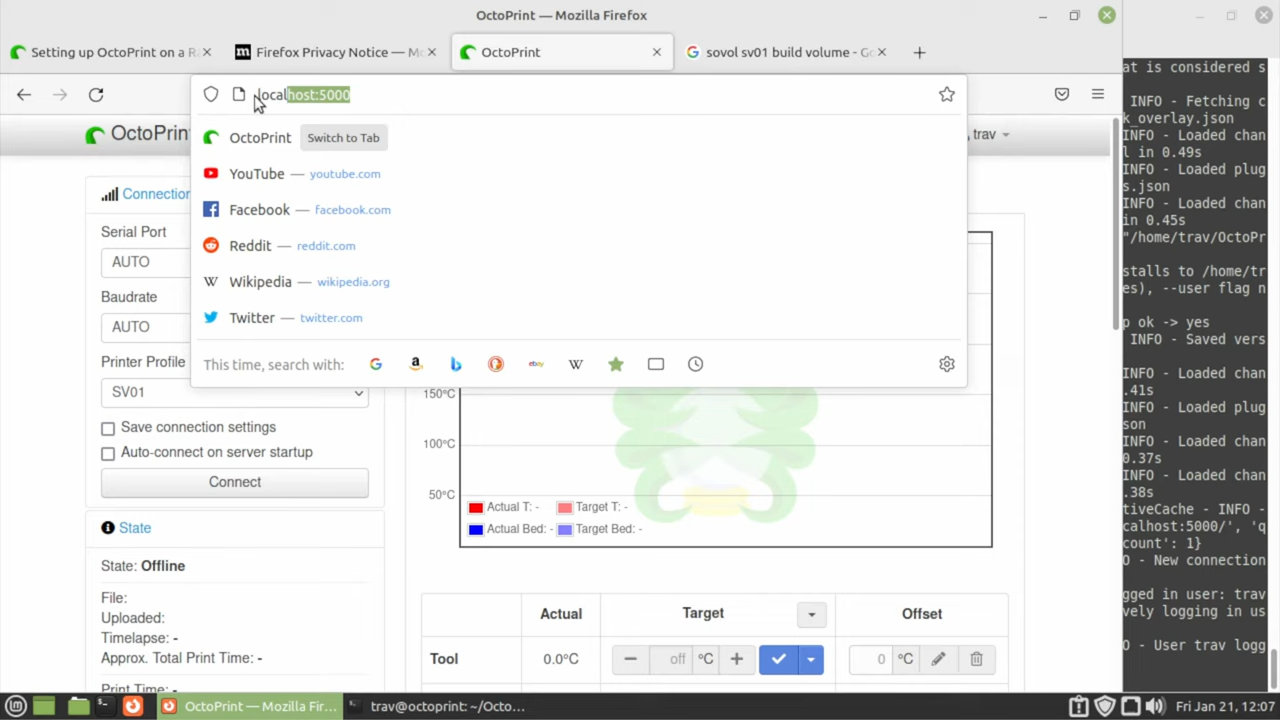 OctoPrint — Mozilla Firefox
Setting up OctoPrint on a R
Firefox Privacy Notice — Mo
OctoPrint
sovol sv01 build volume - Go
localhost:5000
OctoPrint Switch to Tab
YouTube — youtube.com
Facebook — facebook.com
Reddit — reddit.com
Wikipedia — wikipedia.org
Twitter — twitter.com
This time, search with:
OctoPrint
trav
Connection
Serial Port
AUTO
Baudrate
AUTO
Printer Profile
SV01
Save connection settings
Auto-connect on server startup
Connect
State
State: Offline
File:
Uploaded:
Timelapse: -
Approx. Total Print Time: -
Print Time: -
150°C
100°C
50°C
Actual T: - Target T: -
Actual Bed: - Target Bed: -
Actual Target Offset
Tool 0.0°C off °C 0 °C
at is considered s
INFO - Fetching c
k_overlay.json
INFO - Loaded chan
l in 0.49s
INFO - Loaded plug
s.json
INFO - Loaded chan
in 0.45s
"/home/trav/OctoPr
stalls to /home/tr
es), --user flag n
p ok -> yes
INFO - Saved vers
INFO - Loaded chan
.41s
INFO - Loaded plug
son
INFO - Loaded chan
0.37s
INFO - Loaded chan
.38s
tiveCache - INFO -
calhost:5000/', 'q
count': 1}
O - New connection
gged in user: trav
vely logging in us
O - User trav logg
OctoPrint — Mozilla Fir...
trav@octoprint: ~/Octo...
Fri Jan 21, 12:07